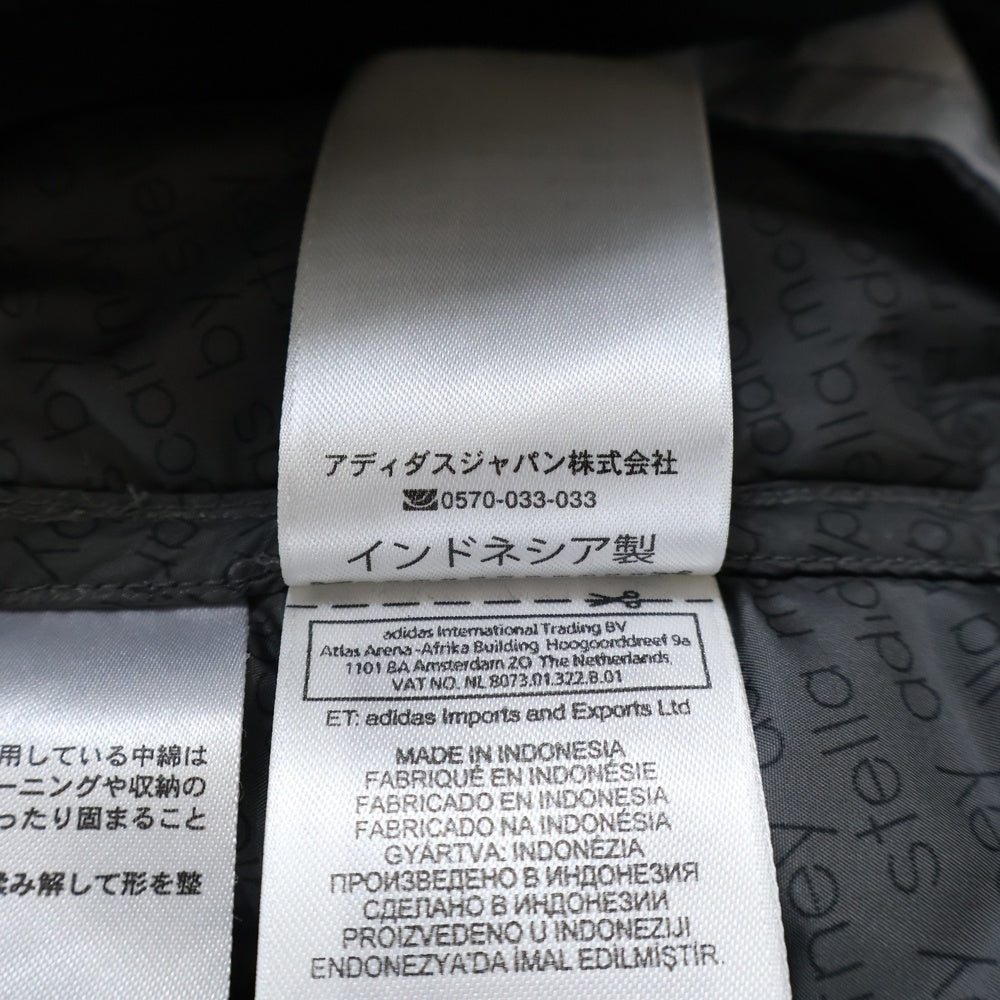 アディダスジャパン株式会社
0570-033-033
インドネシア製
adidas International Trading BV
Atlas Arena-Afrika Building Hoogoorddreef 9a
1101 BA Amsterdam ZO The Netherlands
VAT NO. NL 8073.01.322.B.01
ET: adidas Imports and Exports Ltd
MADE IN INDONESIA
FABRIQUÉ EN INDONÉSIE
FABRICADO EN INDONESIA
FABRICADO NA INDONÉSIA
GYÁRTVA: INDONÉZIA
ПРОИЗВЕДЕНО В ИНДОНЕЗИЯ
СДЕЛАНО В ИНДОНЕЗИИ
PROIZVEDENO U INDONEZIJI
ENDONEZYA'DA İMAL EDİLMİŞTİR.
用している中綿は
ーニングや収納の
ったり固まること
み解して形を整